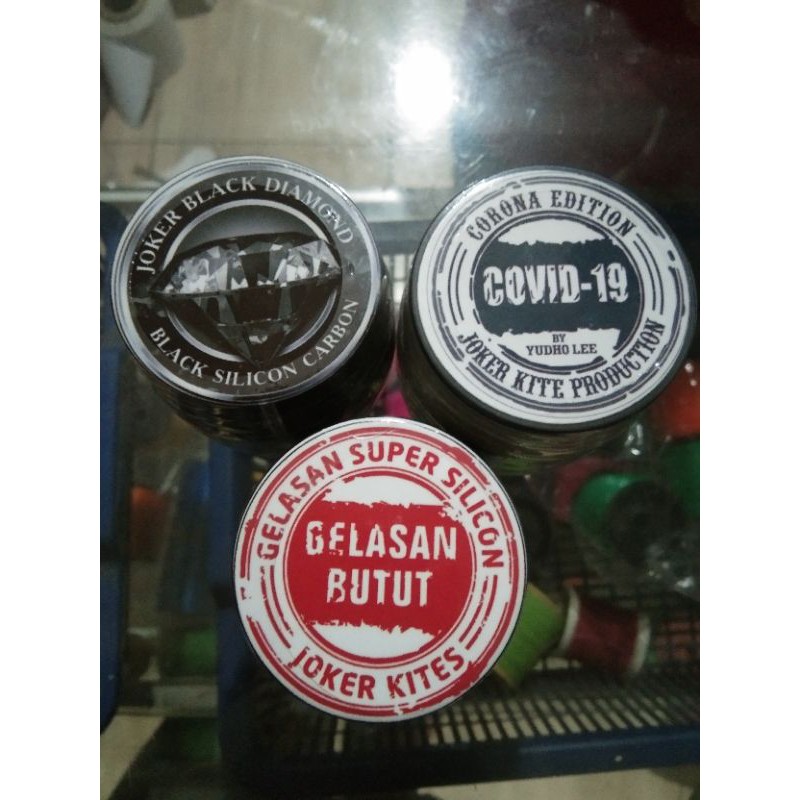 JOKER BLACK DIAMOND
BLACK SILICON CARBON
CORONA EDITION
COVID-19
BY
YUDHO LEE
JOKER KITE PRODUCTION
GELASAN SUPER SILICON
GELASAN
BUTUT
JOKER KITES